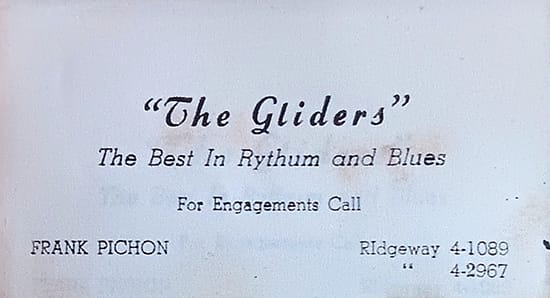 “The Gliders”
The Best In Rythum and Blues
For Engagements Call
FRANK PICHON RIdgeway 4-1089
“ 4-2967